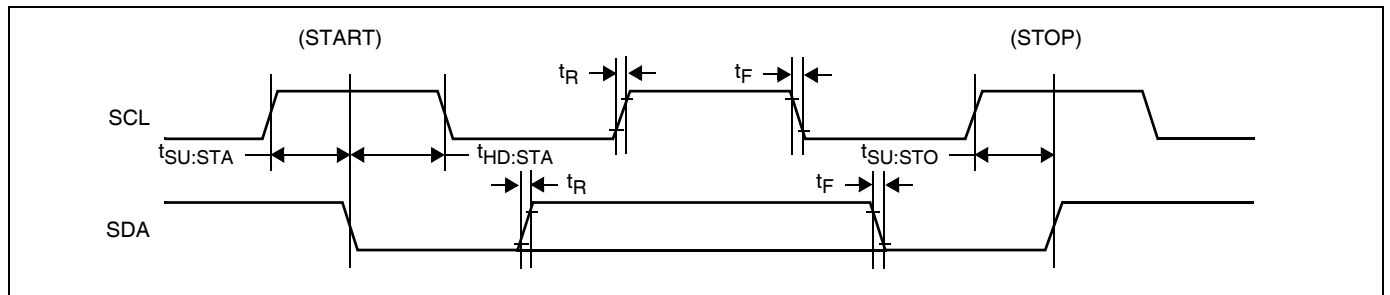 (START)
(STOP)
tR
tF
SCL
tSU:STA
tHD:STA
tSU:STO
tR
tF
SDA